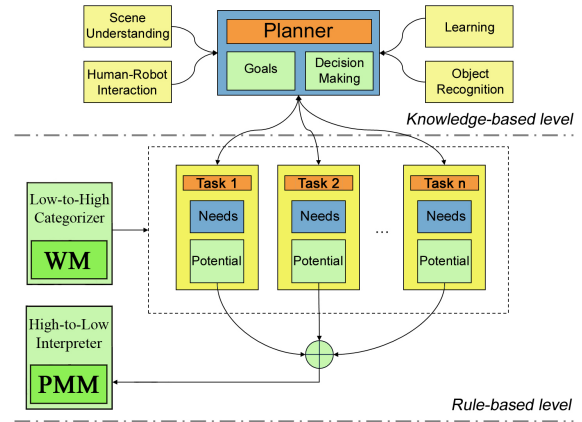 Scene
Understanding
Planner
Learning
Goals
Decision
Making
Human-Robot
Interaction
Object
Recognition
Knowledge-based level
Task 1
Task 2
Task n
Low-to-High
Categorizer
WM
Needs
Needs
Needs
...
Potential
Potential
Potential
High-to-Low
Interpreter
PMM
Rule-based level